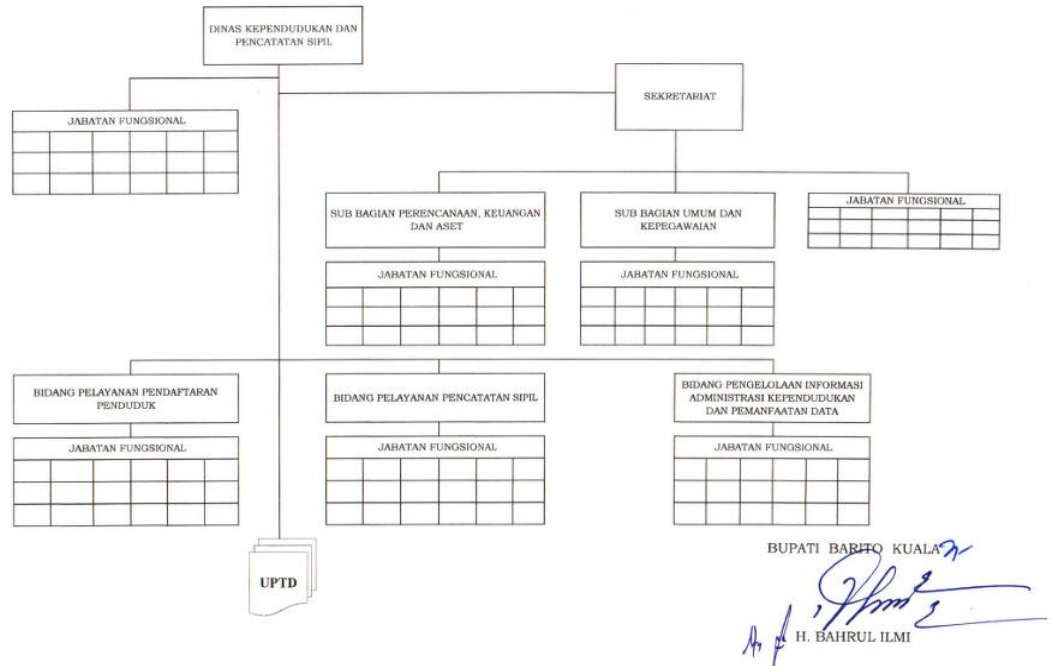 DINAS KEPENDUDUKAN DAN
PENCATATAN SIPIL
SEKRETARIAT
JABATAN FUNGSIONAL
JABATAN FUNGSIONAL
SUB BAGIAN PERENCANAAN, KEUANGAN
DAN ASET
SUB BAGIAN UMUM DAN
KEPEGAWAIAN
JABATAN FUNGSIONAL
JABATAN FUNGSIONAL
BIDANG PELAYANAN PENDAFTARAN
PENDUDUK
BIDANG PELAYANAN PENCATATAN SIPIL
BIDANG PENGELOLAAN INFORMASI
ADMINISTRASI KEPENDUDUKAN
DAN PEMANFAATAN DATA
JABATAN FUNGSIONAL
JABATAN FUNGSIONAL
JABATAN FUNGSIONAL
UPTD
BUPATI BARITO KUALA
H. BAHRUL ILMI